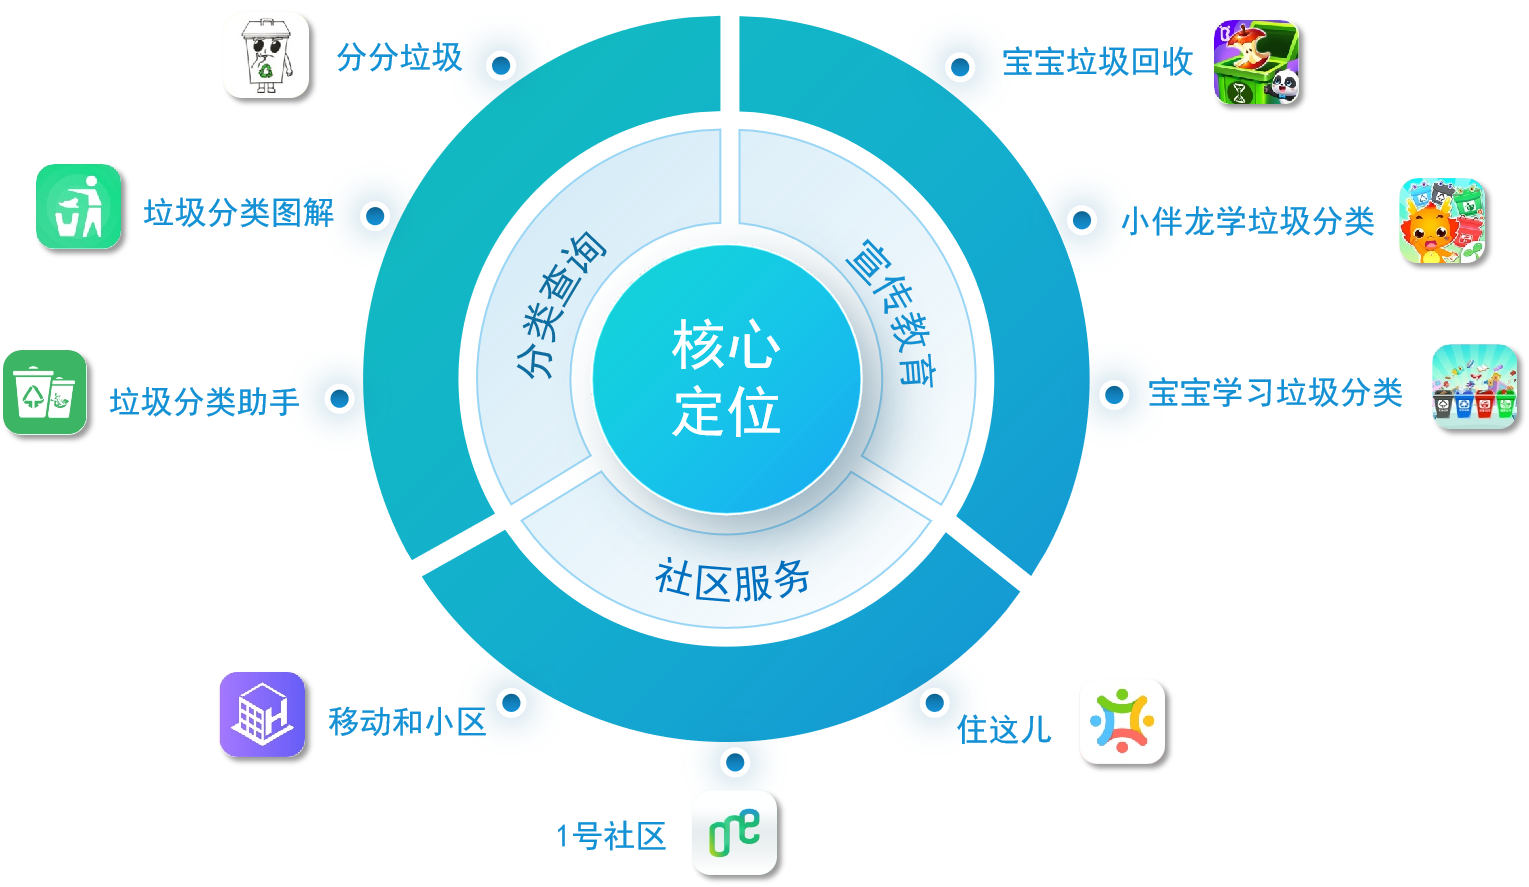 分分垃圾
宝宝垃圾回收
垃圾分类图解
小伴龙学垃圾分类
分类查询
宣传教育
核心
定位
垃圾分类助手
宝宝学习垃圾分类
社区服务
移动和小区
住这儿
1号社区